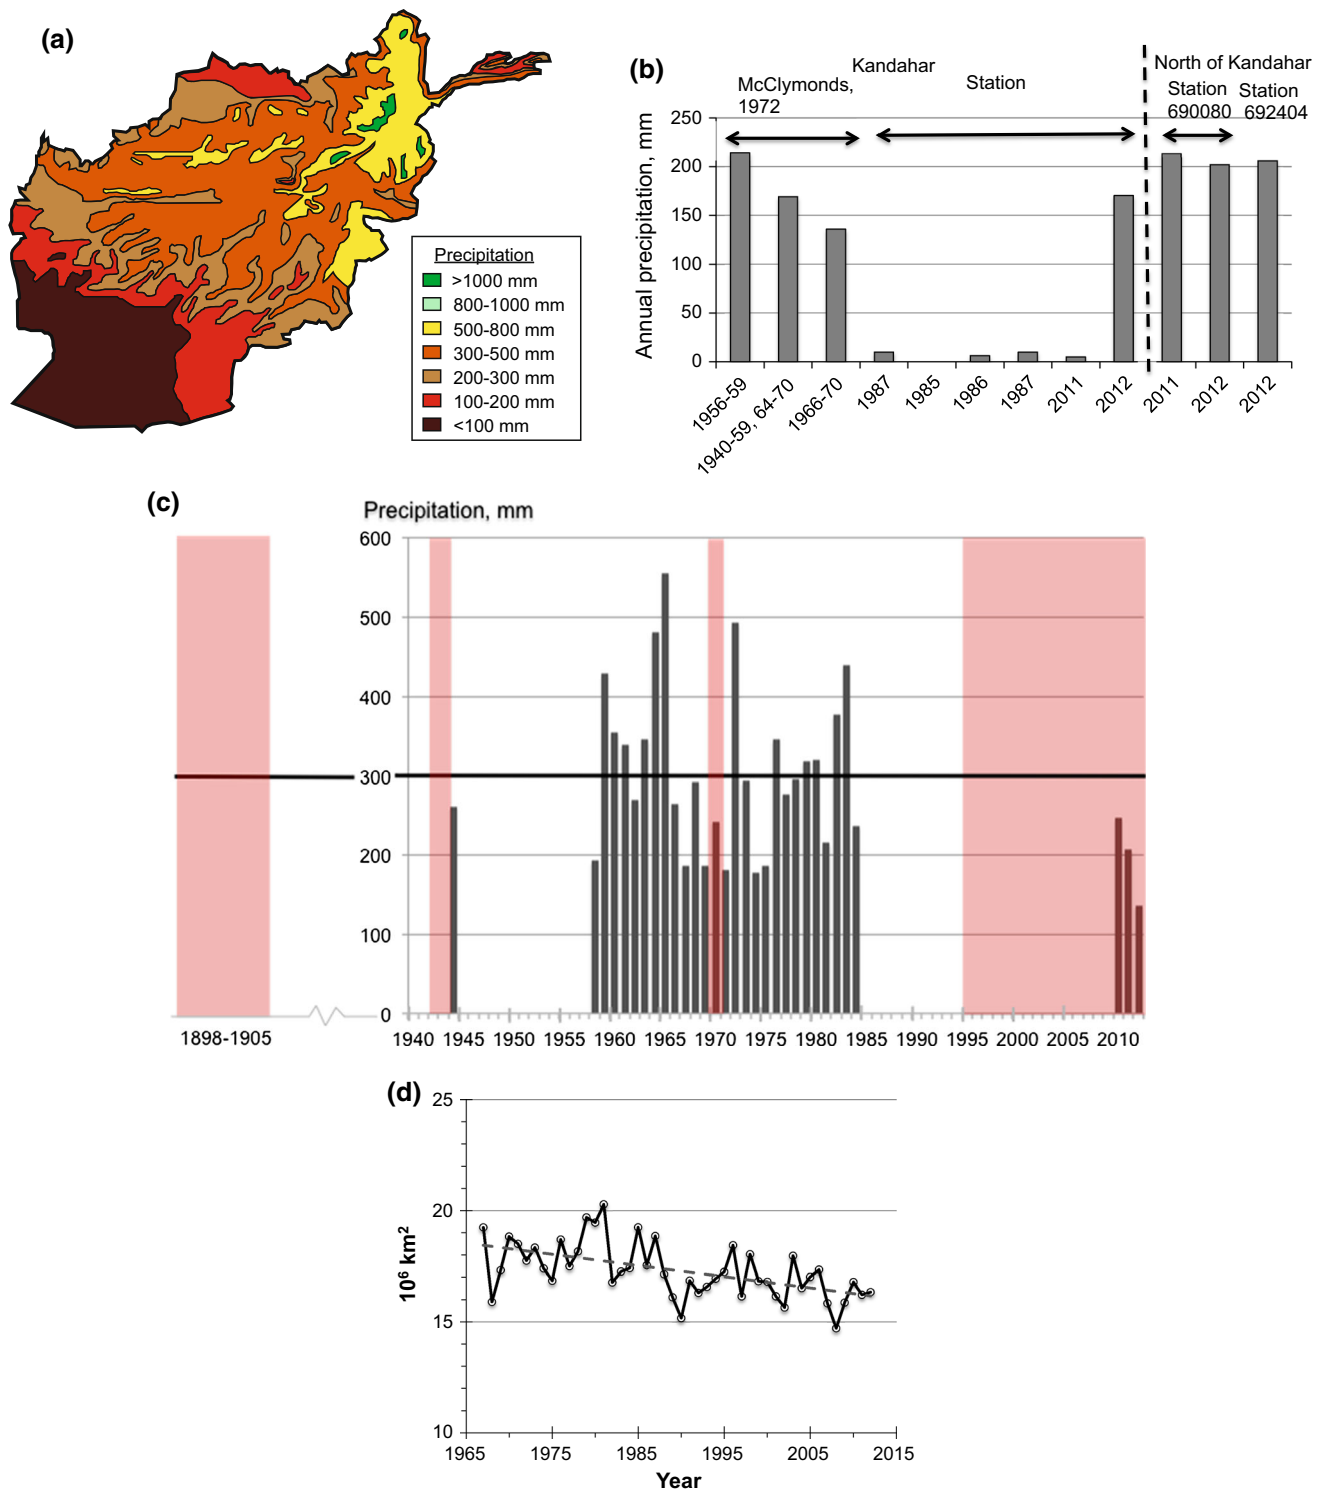 (a)
Precipitation
>1000 mm
800-1000 mm
500-800 mm
300-500 mm
200-300 mm
100-200 mm
<100 mm
(b)
Kandahar
McClymonds,
1972
Station
North of Kandahar
Station
690080
Station
692404
Annual precipitation, mm
250
200
150
100
50
0
1956-59
1940-59, 64-70
1966-70
1987
1985
1986
1987
2011
2012
2011
2012
2012
(c)
Precipitation, mm
600
500
400
300
200
100
0
1898-1905
1940 1945 1950 1955 1960 1965 1970 1975 1980 1985 1990 1995 2000 2005 2010
(d)
10⁶ km²
25
20
15
10
1965 1975 1985 1995 2005 2015
Year